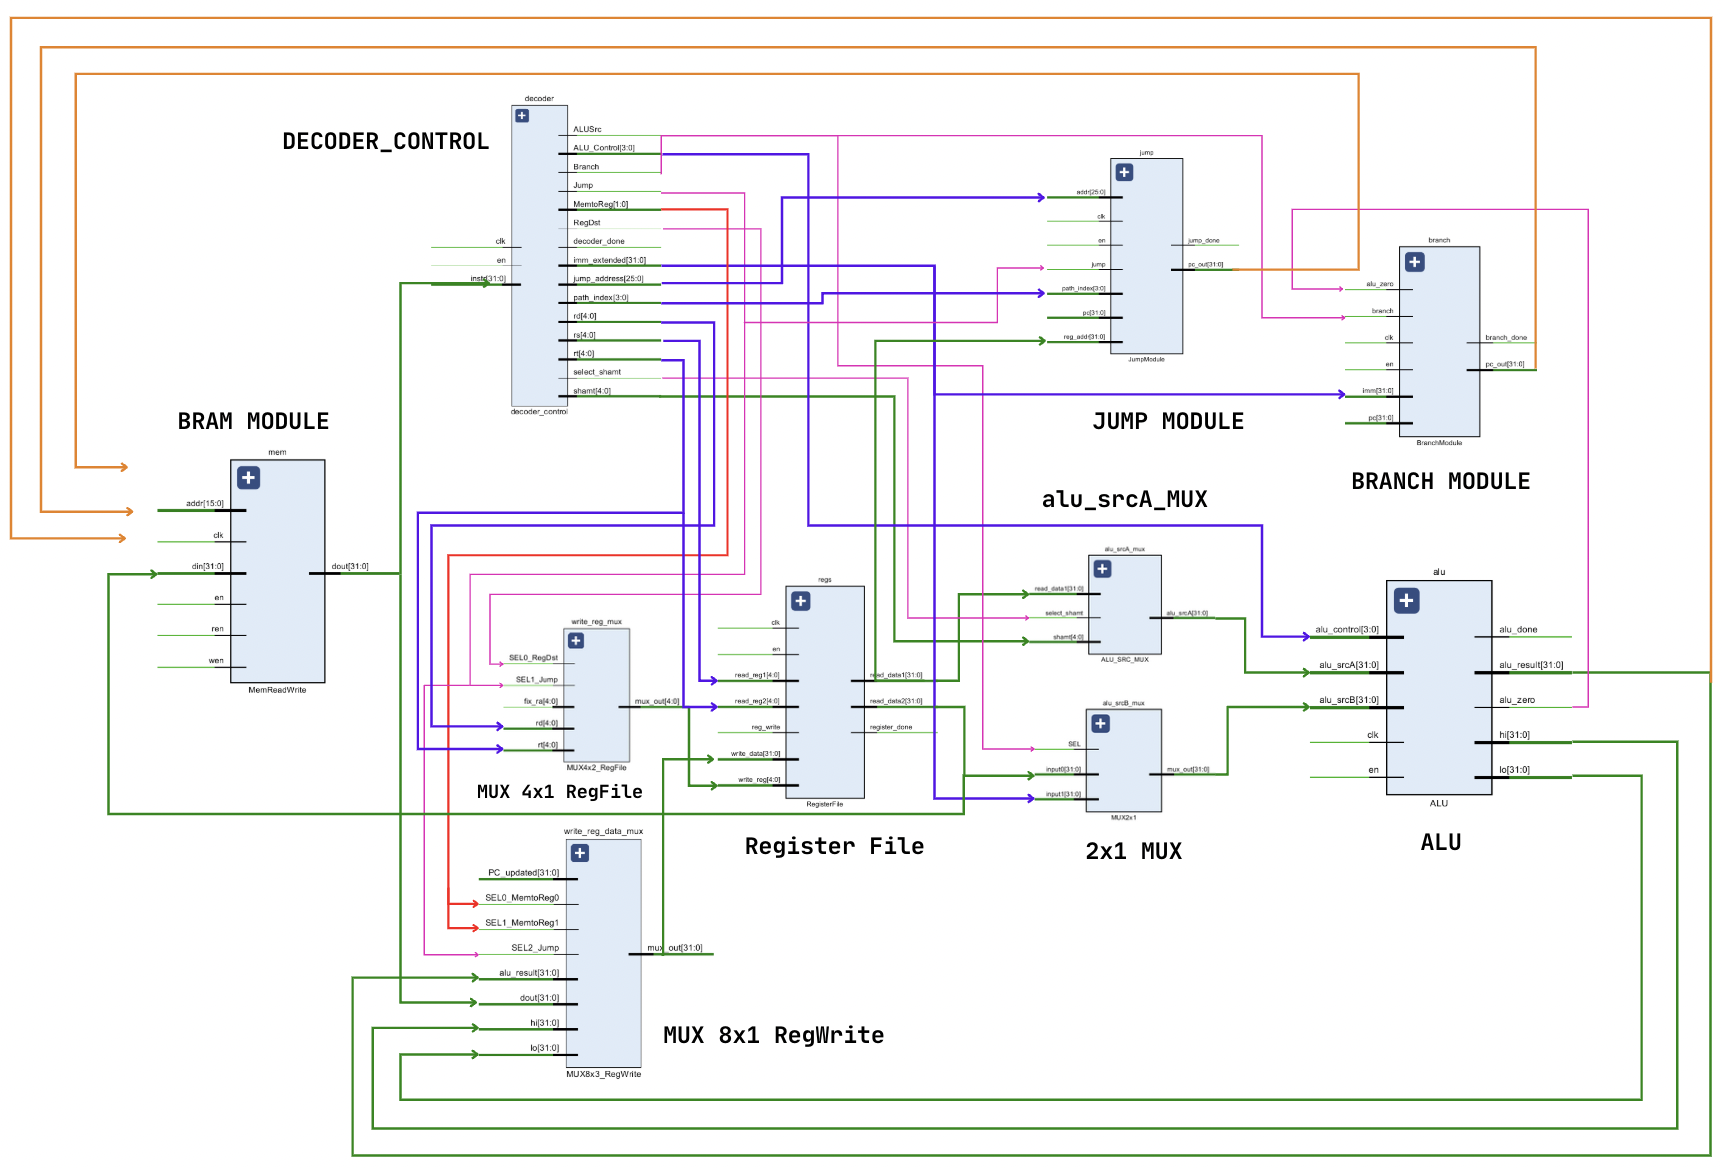 decoder
DECODER_CONTROL
ALUSrc
ALU_Control[3:0]
Branch
Jump
MemtoReg[1:0]
RegDst
decoder_done
imm_extended[31:0]
jump_address[25:0]
path_index[3:0]
rd[4:0]
rs[4:0]
rt[4:0]
select_shamt
shamt[4:0]
clk
en
instr[31:0]
decoder_control
jump
addr[25:0]
clk
en
jump
path_index[3:0]
pc[31:0]
reg_addr[31:0]
jump_done
pc_out[31:0]
JumpModule
JUMP MODULE
branch
alu_zero
branch
clk
en
imm[31:0]
pc[31:0]
branch_done
pc_out[31:0]
BranchModule
BRANCH MODULE
BRAM MODULE
mem
addr[15:0]
clk
din[31:0]
en
ren
wen
dout[31:0]
MemReadWrite
write_reg_mux
SEL0_RegDst
SEL1_Jump
fix_ra[4:0]
rd[4:0]
rt[4:0]
mux_out[4:0]
MUX4x2_RegFile
MUX 4x1 RegFile
regs
clk
en
read_reg1[4:0]
read_reg2[4:0]
reg_write
write_data[31:0]
write_reg[4:0]
read_data1[31:0]
read_data2[31:0]
register_done
RegisterFile
Register File
alu_srcA_MUX
alu_srcA_mux
read_data1[31:0]
select_shamt
shamt[4:0]
alu_srcA[31:0]
ALU_SRC_MUX
alu_srcB_mux
SEL
input0[31:0]
input1[31:0]
mux_out[31:0]
MUX2x1
2x1 MUX
alu
alu_control[3:0]
alu_srcA[31:0]
alu_srcB[31:0]
clk
en
alu_done
alu_result[31:0]
alu_zero
hi[31:0]
lo[31:0]
ALU
ALU
write_reg_data_mux
PC_updated[31:0]
SEL0_MemtoReg0
SEL1_MemtoReg1
SEL2_Jump
alu_result[31:0]
dout[31:0]
hi[31:0]
lo[31:0]
mux_out[31:0]
MUX8x3_RegWrite
MUX 8x1 RegWrite